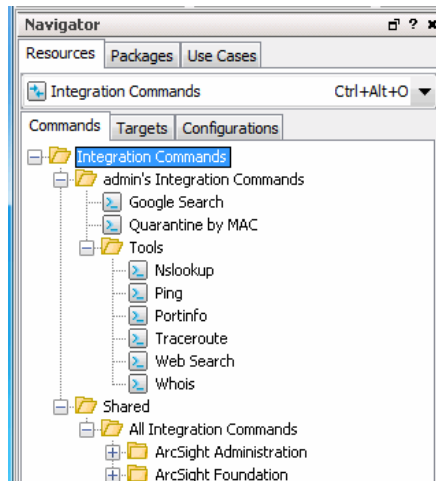 Navigator ?
Resources Packages Use Cases
Integration Commands Ctrl+Alt+O
Commands Targets Configurations
Integration Commands
admin's Integration Commands
Google Search
Quarantine by MAC
Tools
Nslookup
Ping
Portinfo
Traceroute
Web Search
Whois
Shared
All Integration Commands
ArcSight Administration
ArcSight Foundation